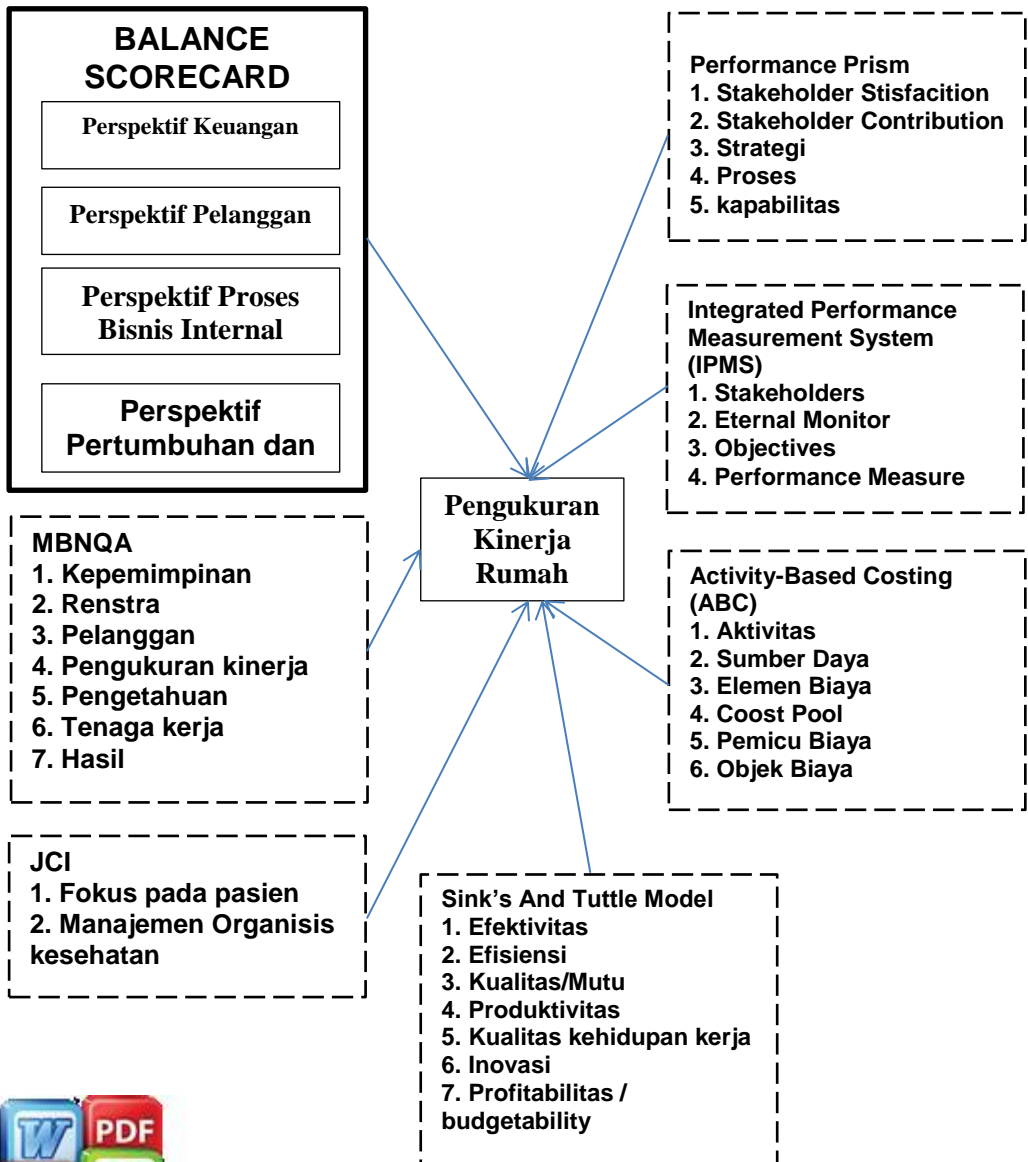 BALANCE
SCORECARD
Perspektif Keuangan
Perspektif Pelanggan
Perspektif Proses
Bisnis Internal
Perspektif
Pertumbuhan dan
Performance Prism
1. Stakeholder Stisfacition
2. Stakeholder Contribution
3. Strategi
4. Proses
5. kapabilitas
Integrated Performance
Measurement System
(IPMS)
1. Stakeholders
2. Eternal Monitor
3. Objectives
4. Performance Measure
Pengukuran
Kinerja
Rumah
MBNQA
1. Kepemimpinan
2. Renstra
3. Pelanggan
4. Pengukuran kinerja
5. Pengetahuan
6. Tenaga kerja
7. Hasil
Activity-Based Costing
(ABC)
1. Aktivitas
2. Sumber Daya
3. Elemen Biaya
4. Coost Pool
5. Pemicu Biaya
6. Objek Biaya
JCI
1. Fokus pada pasien
2. Manajemen Organisis
kesehatan
Sink’s And Tuttle Model
1. Efektivitas
2. Efisiensi
3. Kualitas/Mutu
4. Produktivitas
5. Kualitas kehidupan kerja
6. Inovasi
7. Profitabilitas /
budgetability
W
PDF